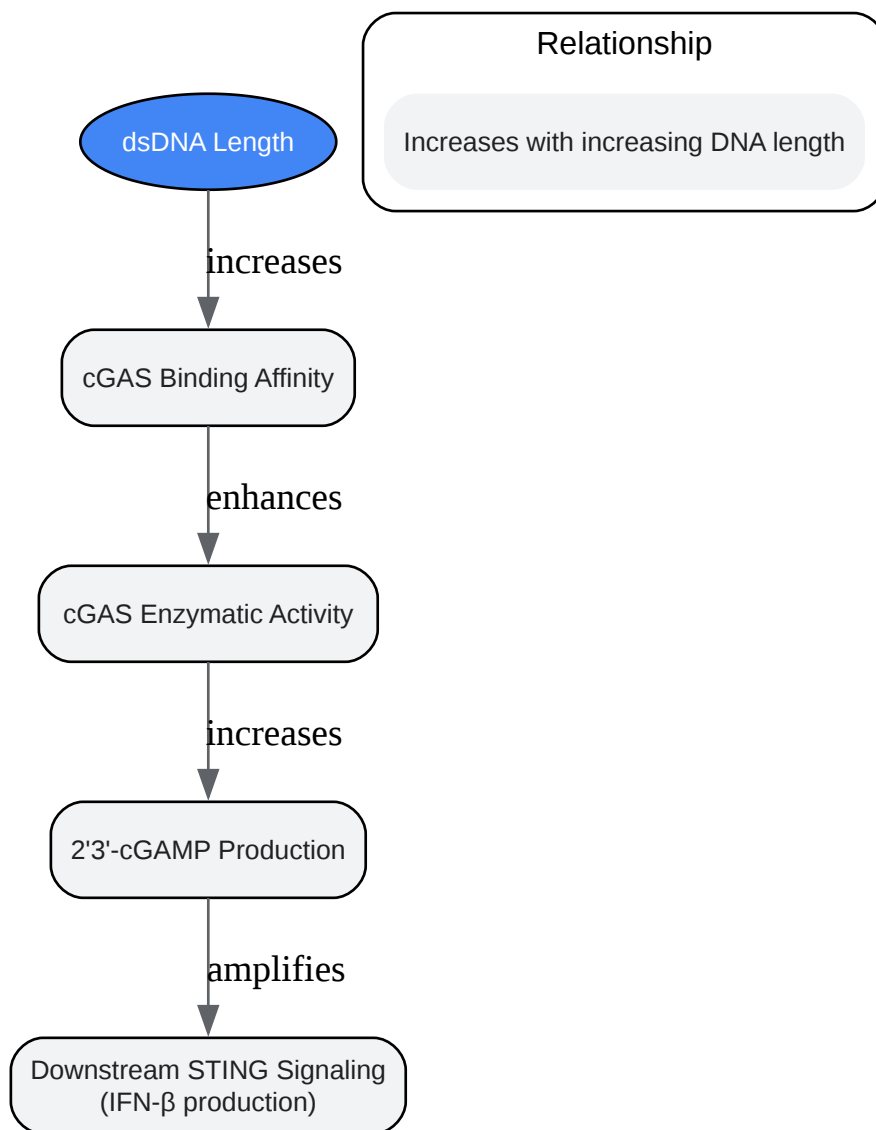 Relationship
dsDNA Length
Increases with increasing DNA length
increases
cGAS Binding Affinity
enhances
cGAS Enzymatic Activity
increases
2'3'-cGAMP Production
amplifies
Downstream STING Signaling
(IFN-β production)